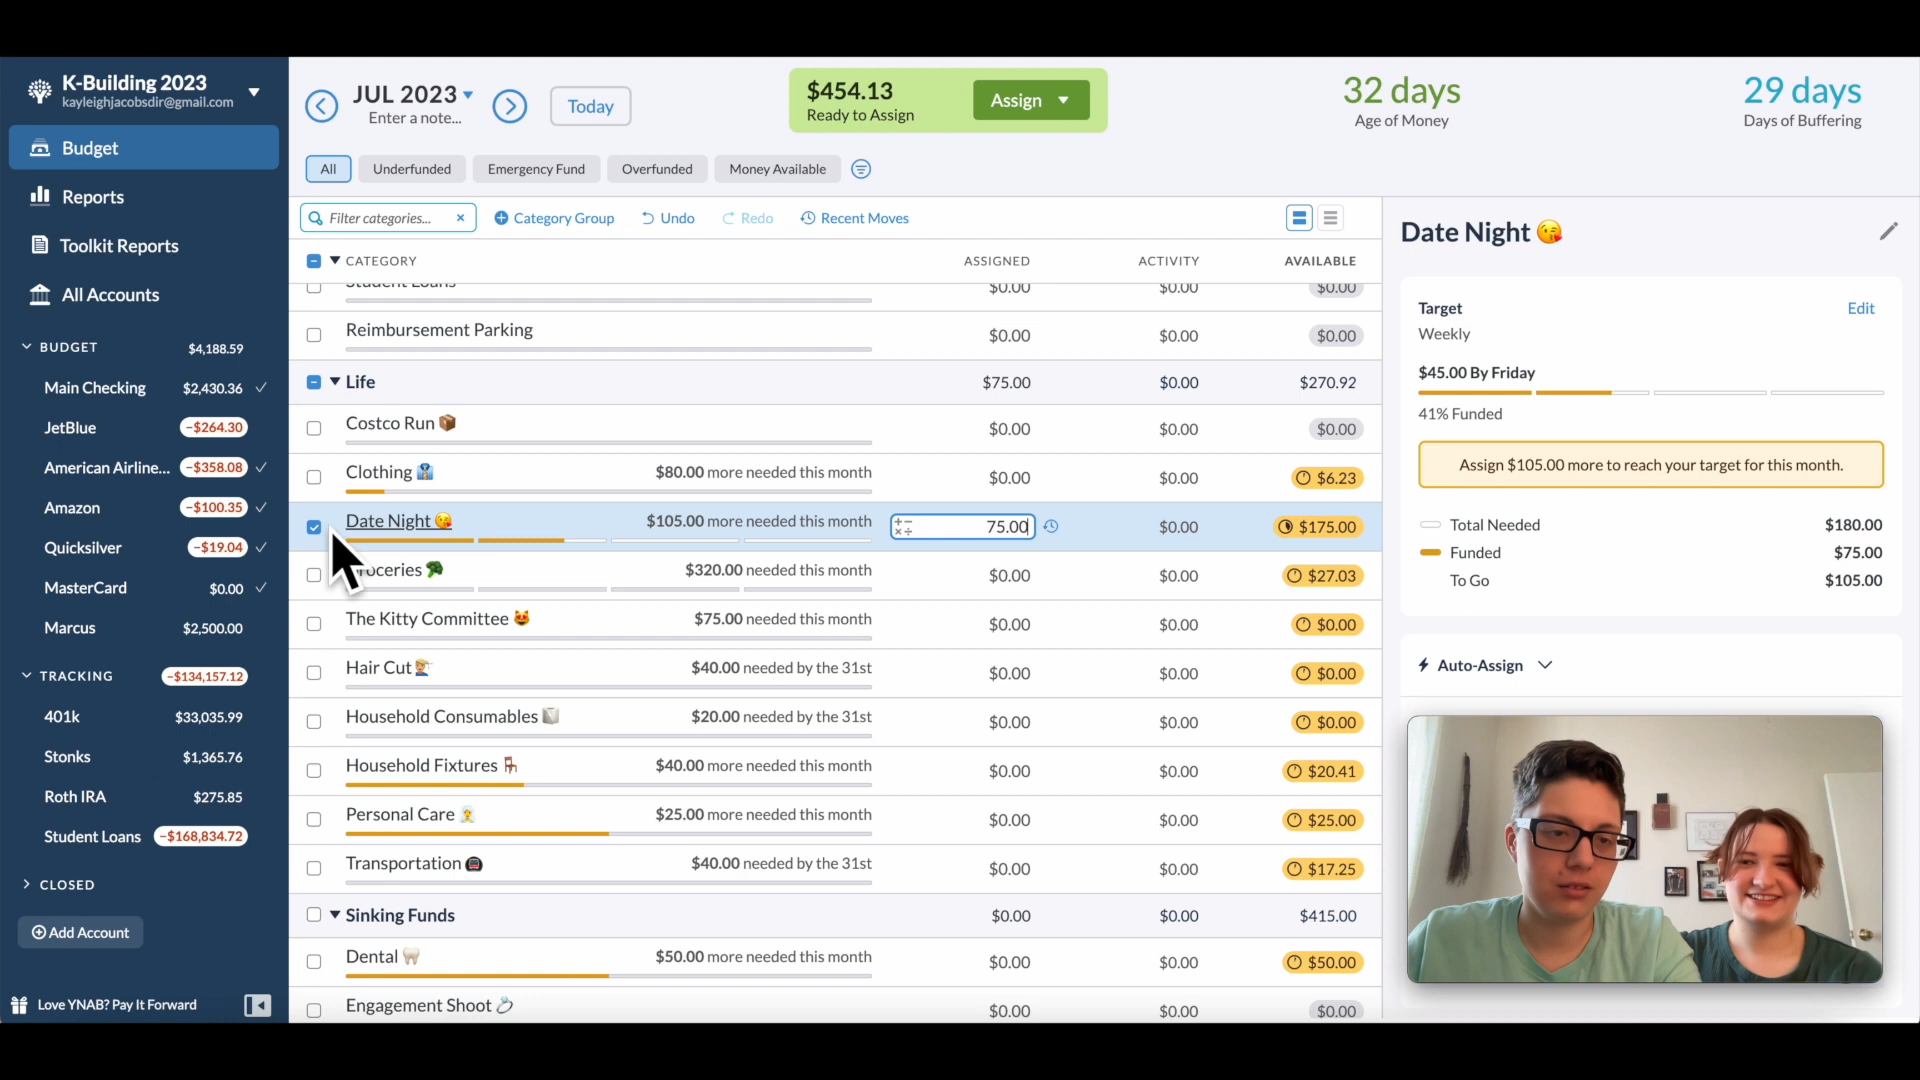 K-Building 2023
kayleighjacobsdir@gmail.com
Budget
Reports
Toolkit Reports
All Accounts
BUDGET $4,188.59
Main Checking $2,430.36
JetBlue −$264.30
American Airline... −$358.08
Amazon −$100.35
Quicksilver −$19.04
MasterCard $0.00
Marcus $2,500.00
TRACKING −$134,157.12
401k $33,035.99
Stonks $1,365.76
Roth IRA $275.85
Student Loans −$168,834.72
CLOSED
Add Account
Love YNAB? Pay It Forward
JUL 2023
Enter a note...
Today
$454.13
Ready to Assign
Assign
32 days
Age of Money
29 days
Days of Buffering
All Underfunded Emergency Fund Overfunded Money Available
Filter categories... Category Group Undo Redo Recent Moves
CATEGORY ASSIGNED ACTIVITY AVAILABLE
Student Loans $0.00 $0.00 $0.00
Reimbursement Parking $0.00 $0.00 $0.00
Life $75.00 $0.00 $270.92
Costco Run 📦 $0.00 $0.00 $0.00
Clothing $80.00 more needed this month $0.00 $0.00 $6.23
Date Night 😘 $105.00 more needed this month 75.00 $0.00 $175.00
roceries 🥦 $320.00 needed this month $0.00 $0.00 $27.03
The Kitty Committee 😻 $75.00 needed this month $0.00 $0.00 $0.00
Hair Cut $40.00 needed by the 31st $0.00 $0.00 $0.00
Household Consumables $20.00 needed by the 31st $0.00 $0.00 $0.00
Household Fixtures 🪑 $40.00 more needed this month $0.00 $0.00 $20.41
Personal Care $25.00 more needed this month $0.00 $0.00 $25.00
Transportation $40.00 needed by the 31st $0.00 $0.00 $17.25
Sinking Funds $0.00 $0.00 $415.00
Dental 🦷 $50.00 more needed this month $0.00 $0.00 $50.00
Engagement Shoot 💍 $0.00 $0.00 $0.00
Date Night 😘
Target Edit
Weekly
$45.00 By Friday
41% Funded
Assign $105.00 more to reach your target for this month.
Total Needed $180.00
Funded $75.00
To Go $105.00
Auto-Assign